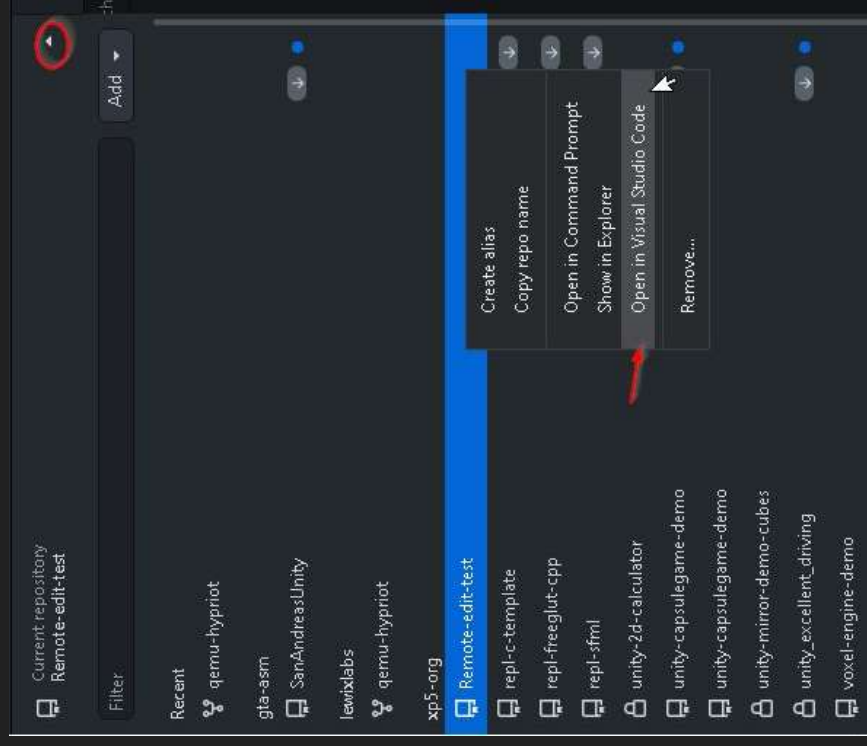 ch
Current repository
Remote-edit-test
Filter
Add
Recent
qemu-hypriot
gta-asm
SanAndreasUnity
lewixlabs
qemu-hypriot
xp5-org
Remote-edit-test
repl-c-template
repl-freeglut-cpp
repl-sfml
unity-2d-calculator
unity-capsulegame-demo
unity-capsulegame-demo
unity-mirror-demo-cubes
unity_excellent_driving
voxel-engine-demo
Create alias
Copy repo name
Open in Command Prompt
Show in Explorer
Open in Visual Studio Code
Remove...